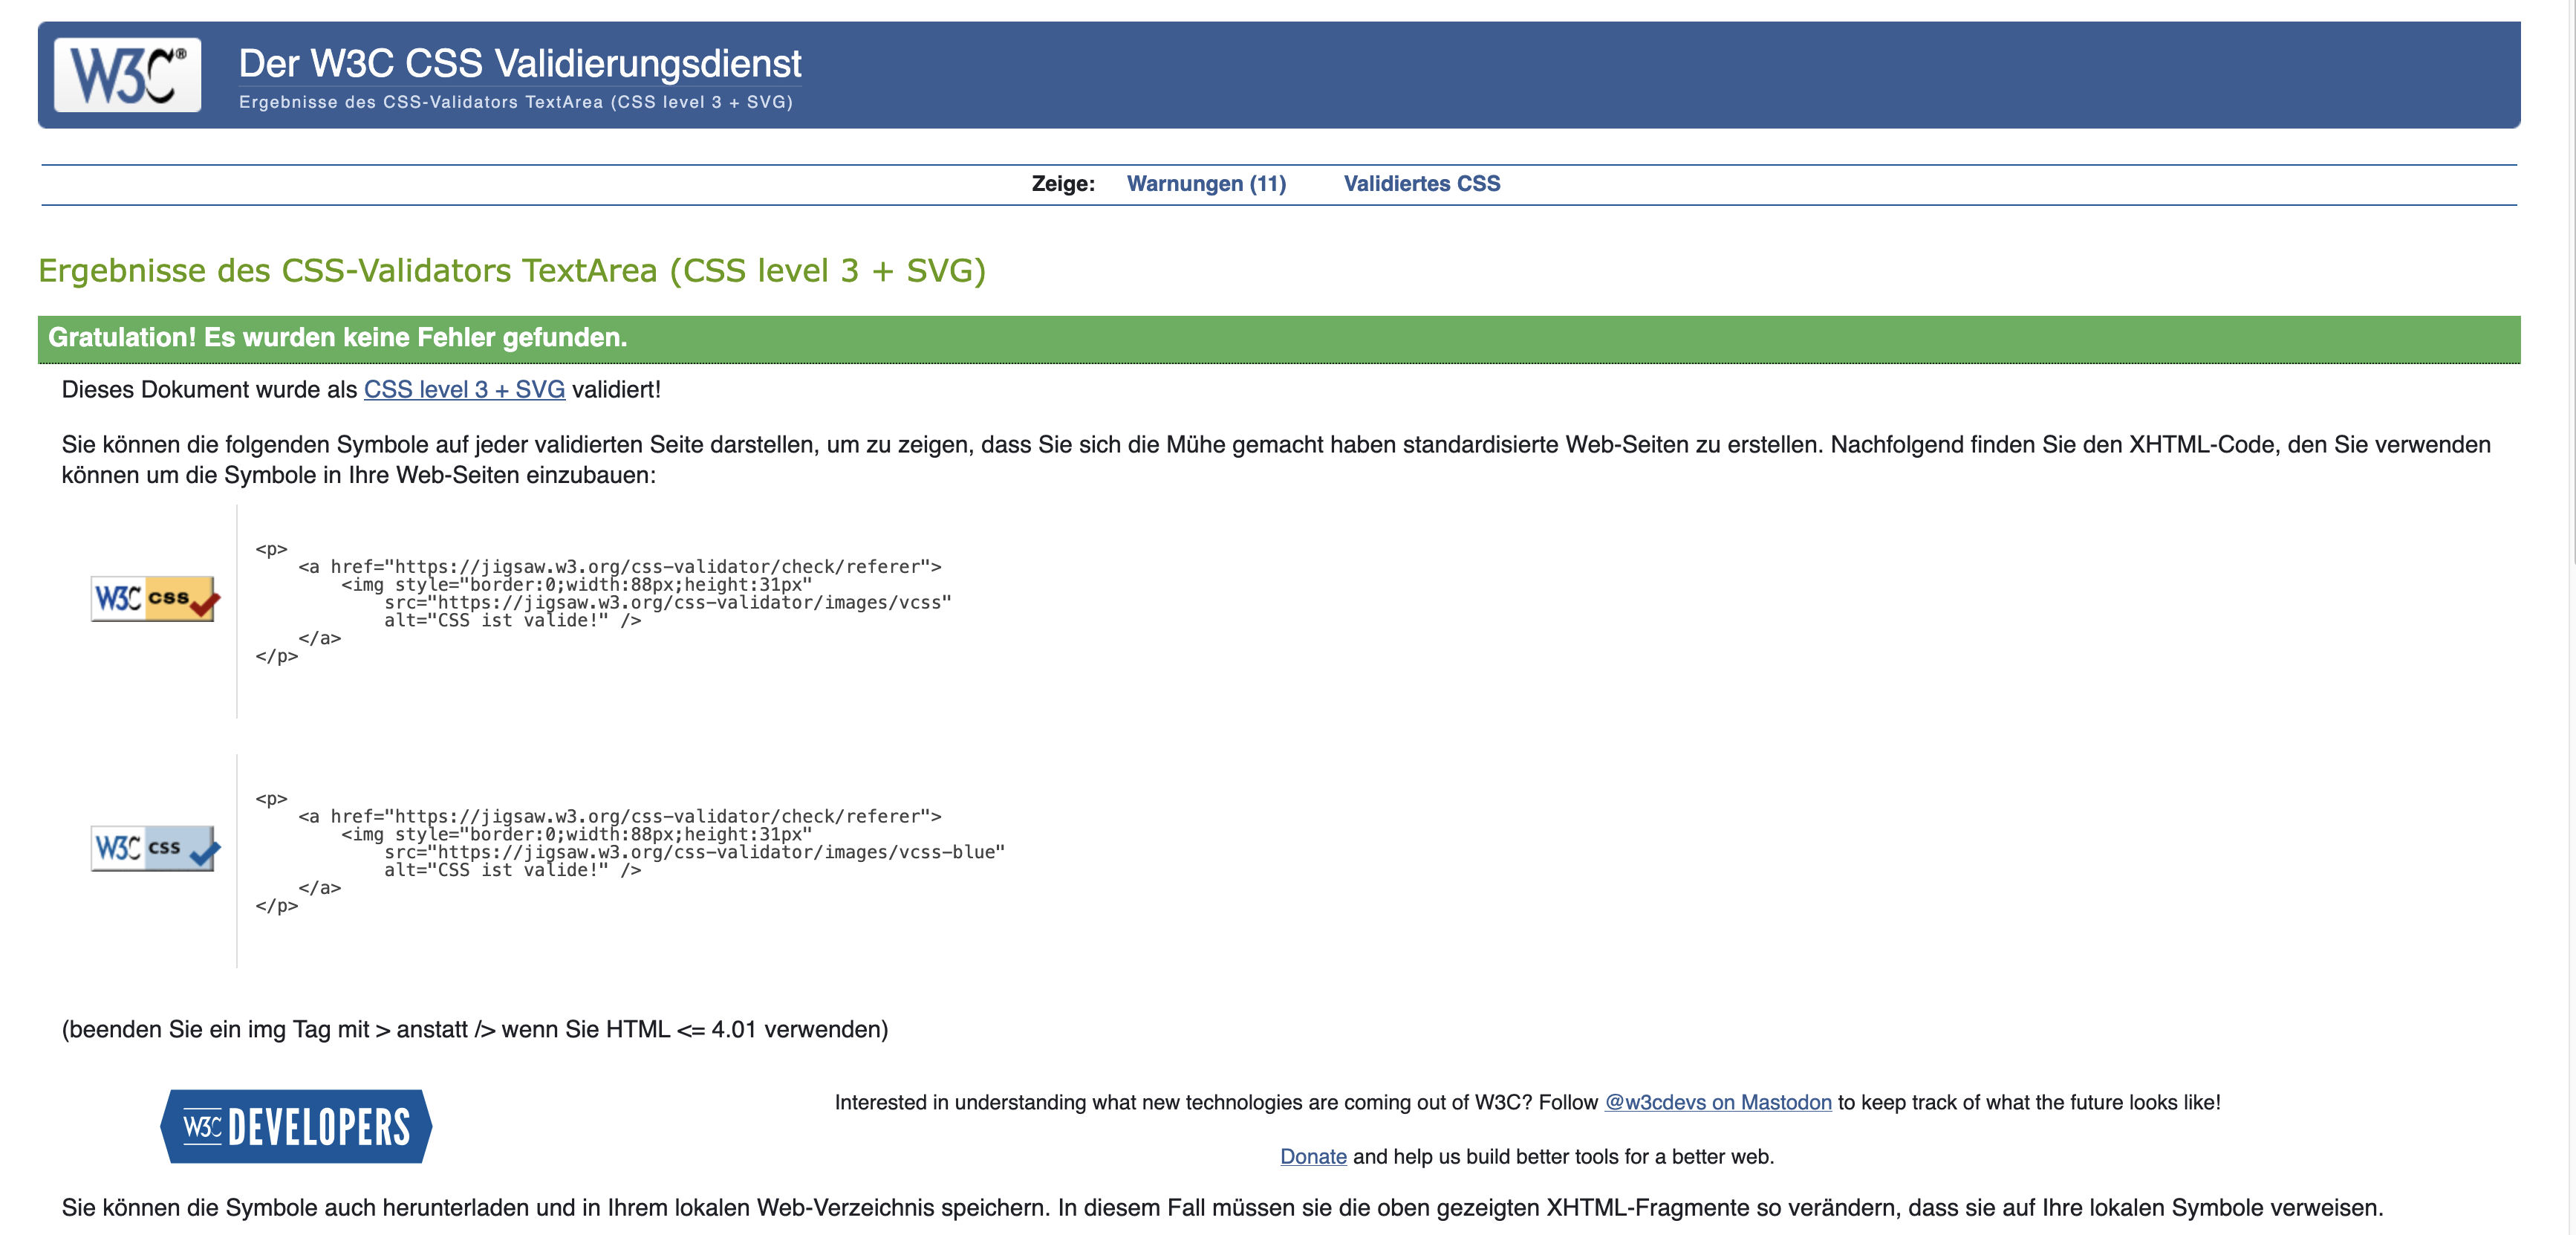 W3C®
Der W3C CSS Validierungsdienst
Ergebnisse des CSS-Validators TextArea (CSS level 3 + SVG)
Zeige: Warnungen (11) Validiertes CSS
Ergebnisse des CSS-Validators TextArea (CSS level 3 + SVG)
Gratulation! Es wurden keine Fehler gefunden.
Dieses Dokument wurde als CSS level 3 + SVG validiert!
Sie können die folgenden Symbole auf jeder validierten Seite darstellen, um zu zeigen, dass Sie sich die Mühe gemacht haben standardisierte Web-Seiten zu erstellen. Nachfolgend finden Sie den XHTML-Code, den Sie verwenden
können um die Symbole in Ihre Web-Seiten einzubauen:
W3C css
<p>
<a href="https://jigsaw.w3.org/css-validator/check/referer">
<img style="border:0;width:88px;height:31px"
src="https://jigsaw.w3.org/css-validator/images/vcss"
alt="CSS ist valide!" />
</a>
</p>
W3C css
<p>
<a href="https://jigsaw.w3.org/css-validator/check/referer">
<img style="border:0;width:88px;height:31px"
src="https://jigsaw.w3.org/css-validator/images/vcss-blue"
alt="CSS ist valide!" />
</a>
</p>
(beenden Sie ein img Tag mit > anstatt /> wenn Sie HTML <= 4.01 verwenden)
W3C DEVELOPERS
Interested in understanding what new technologies are coming out of W3C? Follow @w3cdevs on Mastodon to keep track of what the future looks like!
Donate and help us build better tools for a better web.
Sie können die Symbole auch herunterladen und in Ihrem lokalen Web-Verzeichnis speichern. In diesem Fall müssen sie die oben gezeigten XHTML-Fragmente so verändern, dass sie auf Ihre lokalen Symbole verweisen.